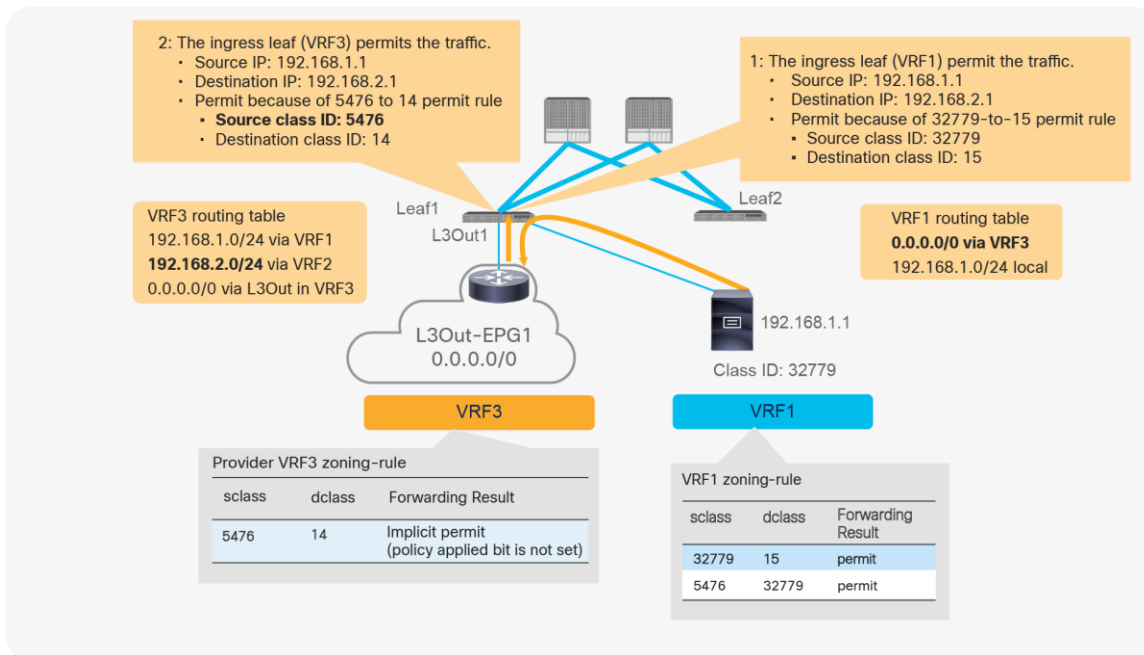 2: The ingress leaf (VRF3) permits the traffic.
• Source IP: 192.168.1.1
• Destination IP: 192.168.2.1
• Permit because of 5476 to 14 permit rule
▪ Source class ID: 5476
▪ Destination class ID: 14
1: The ingress leaf (VRF1) permit the traffic.
• Source IP: 192.168.1.1
• Destination IP: 192.168.2.1
• Permit because of 32779-to-15 permit rule
▪ Source class ID: 32779
▪ Destination class ID: 15
Leaf1
Leaf2
L3Out1
VRF3 routing table
192.168.1.0/24 via VRF1
192.168.2.0/24 via VRF2
0.0.0.0/0 via L3Out in VRF3
VRF1 routing table
0.0.0.0/0 via VRF3
192.168.1.0/24 local
L3Out-EPG1
0.0.0.0/0
192.168.1.1
Class ID: 32779
VRF3
VRF1
Provider VRF3 zoning-rule
sclass dclass Forwarding Result
5476 14 Implicit permit
(policy applied bit is not set)
VRF1 zoning-rule
sclass dclass Forwarding
Result
32779 15 permit
5476 32779 permit